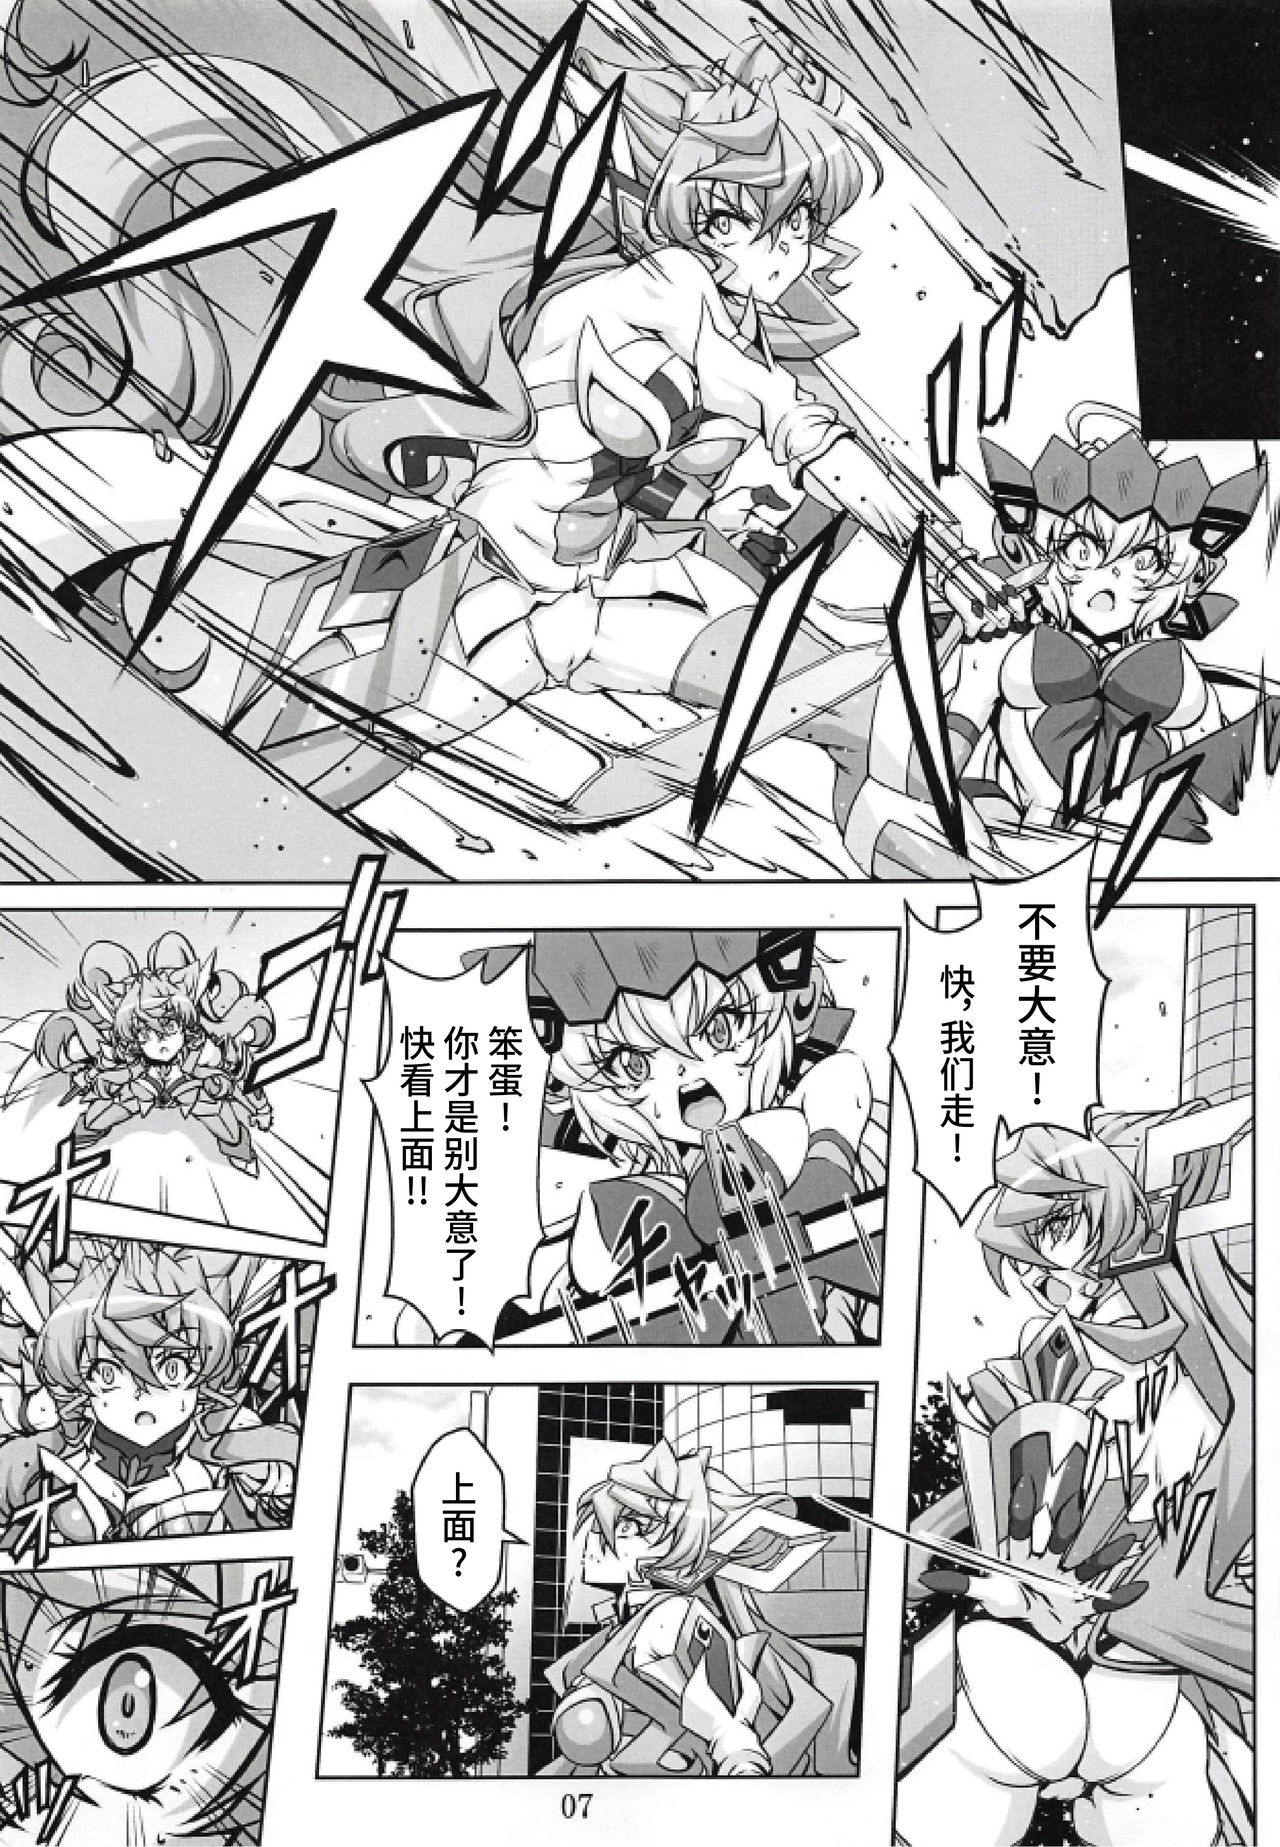 不要大意！
快，我们走！
笨蛋！
你才是别大意了！
快看上面!!
上面？
チャッ
ゴオオオオ
07